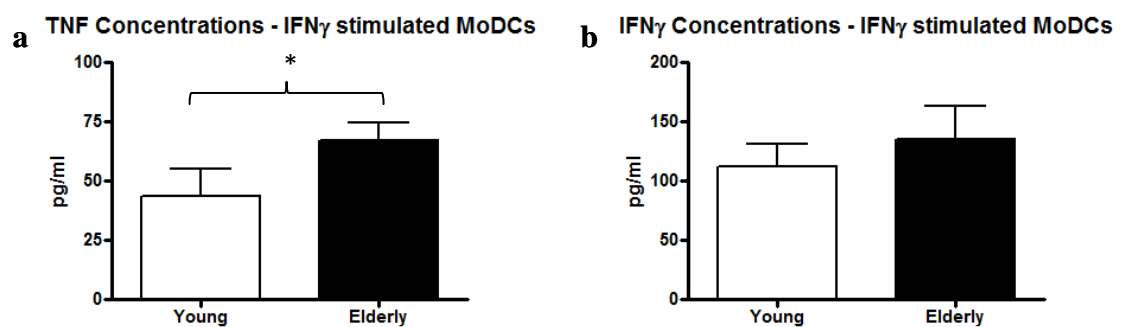 a TNF Concentrations - IFNγ stimulated MoDCs
100
*
75
pg/ml
50
25
0
Young Elderly
b IFNγ Concentrations - IFNγ stimulated MoDCs
200
150
pg/ml
100
50
0
Young Elderly